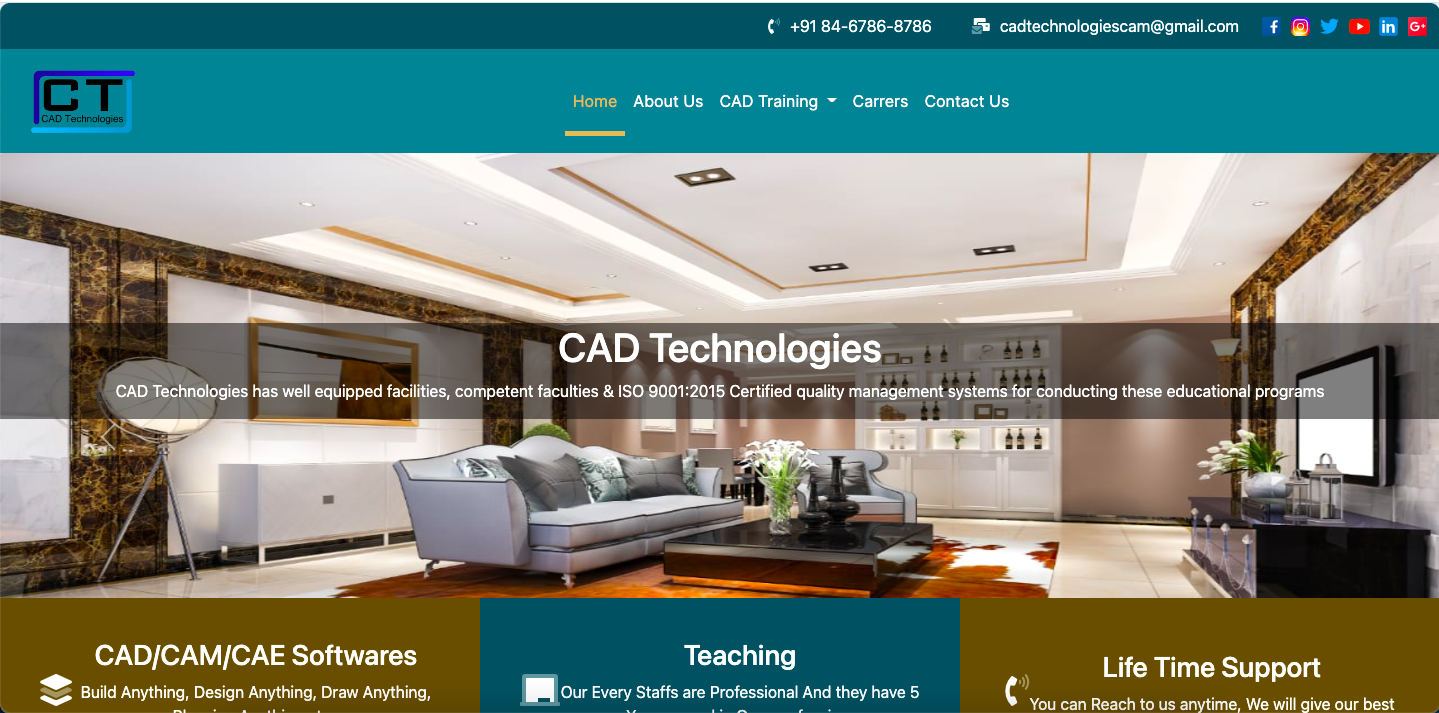 +91 84-6786-8786 cadtechnologiescam@gmail.com
CT
CAD Technologies
Home About Us CAD Training Carrers Contact Us
CAD Technologies
CAD Technologies has well equipped facilities, competent faculties & ISO 9001:2015 Certified quality management systems for conducting these educational programs
CAD/CAM/CAE Softwares
Build Anything, Design Anything, Draw Anything,
Teaching
Our Every Staffs are Professional And they have 5
Life Time Support
You can Reach to us anytime, We will give our best